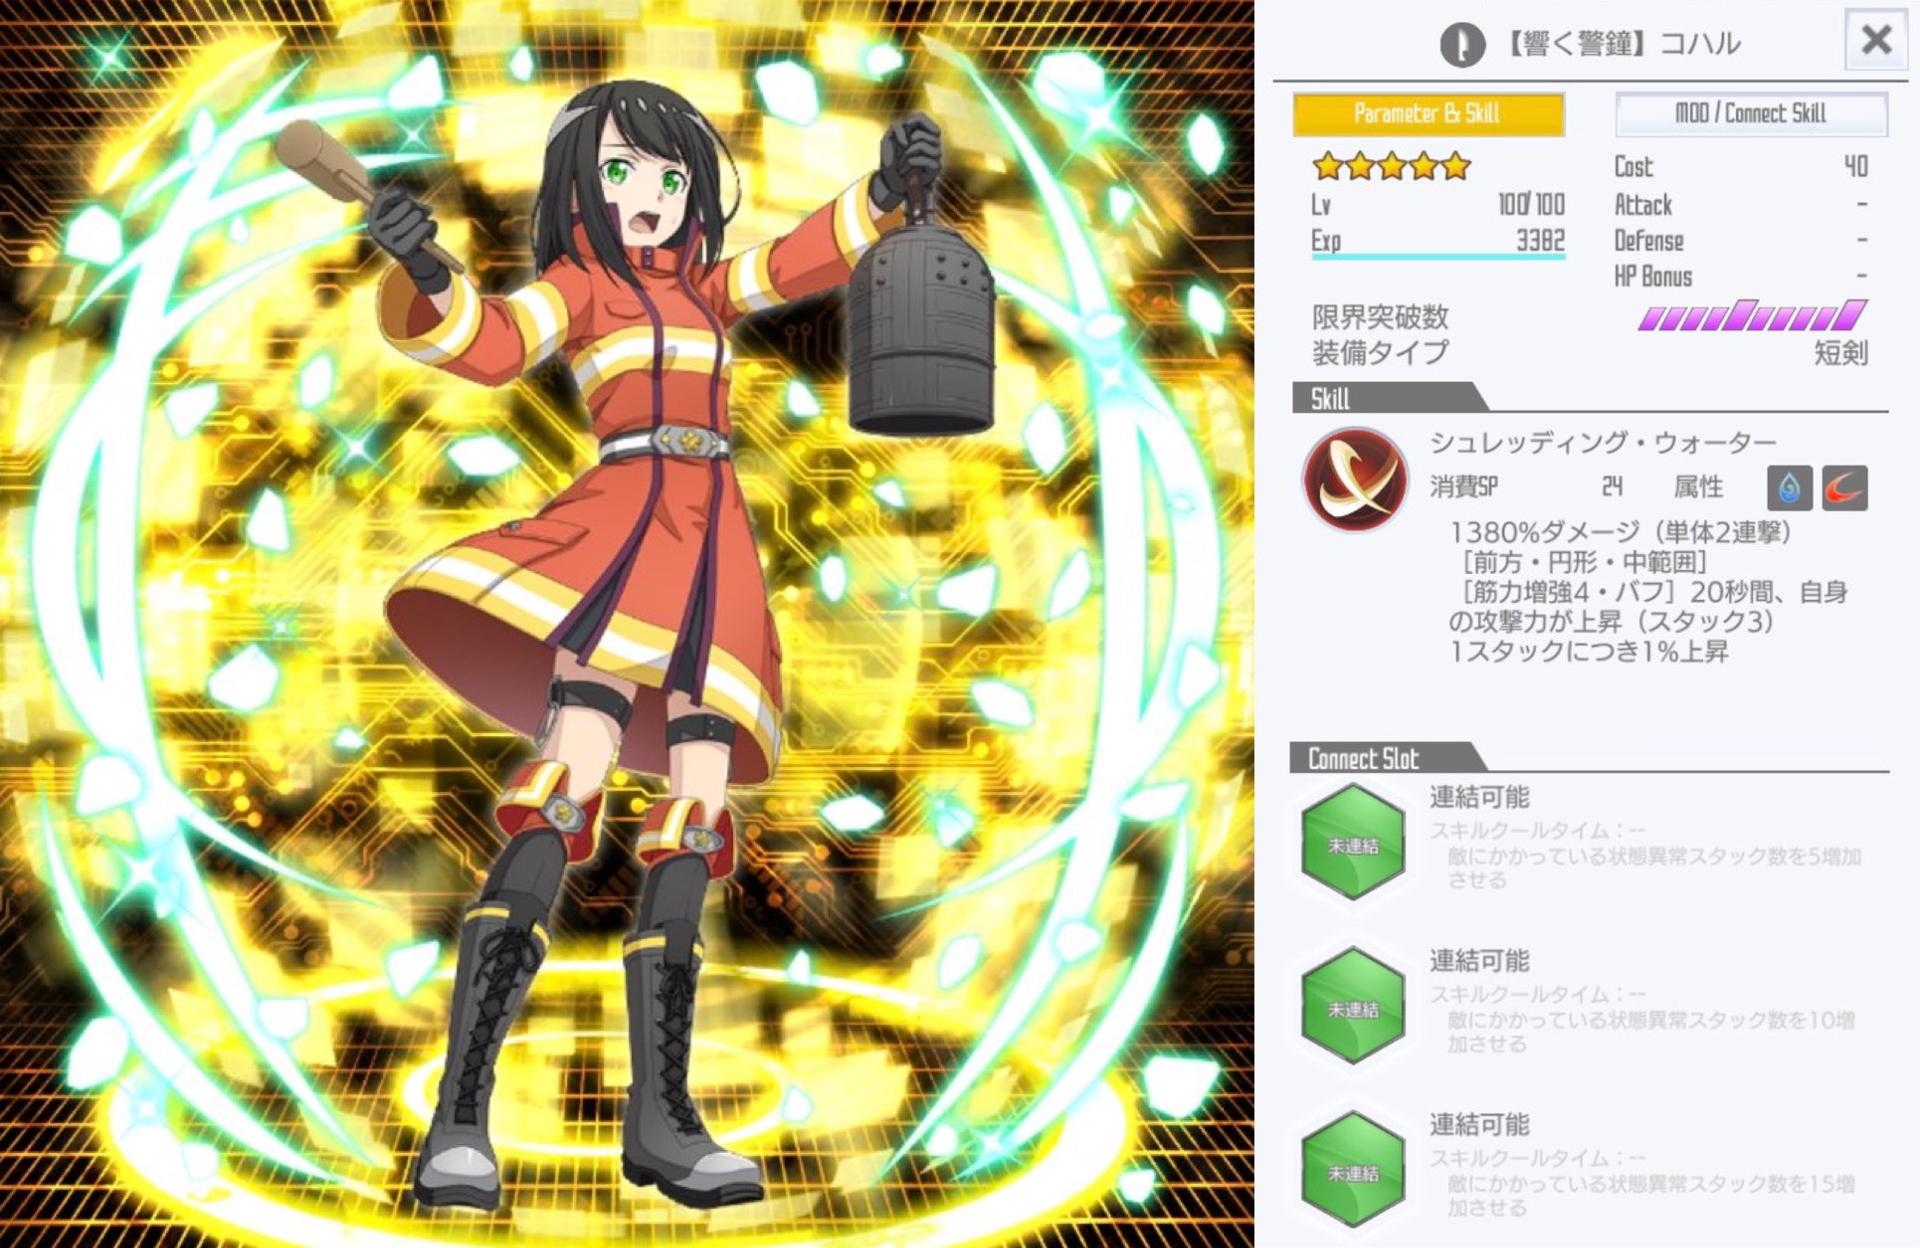 【響く警鐘】コハル
Parameter & Skill
MOD / Connect Skill
Cost 40
Lv 100/100
Attack -
Exp 3382
Defense -
HP Bonus -
限界突破数
装備タイプ 短剣
Skill
シュレッディング・ウォーター
消費SP 24 属性
1380%ダメージ（単体2連撃）
［前方・円形・中範囲］
［筋力増強4・バフ］20秒間、自身
の攻撃力が上昇（スタック3）
1スタックにつき1%上昇
Connect Slot
連結可能
未連結
スキルクールタイム：--
敵にかかっている状態異常スタック数を5増加
させる
連結可能
未連結
スキルクールタイム：--
敵にかかっている状態異常スタック数を10増
加させる
連結可能
未連結
スキルクールタイム：--
敵にかかっている状態異常スタック数を15増
加させる